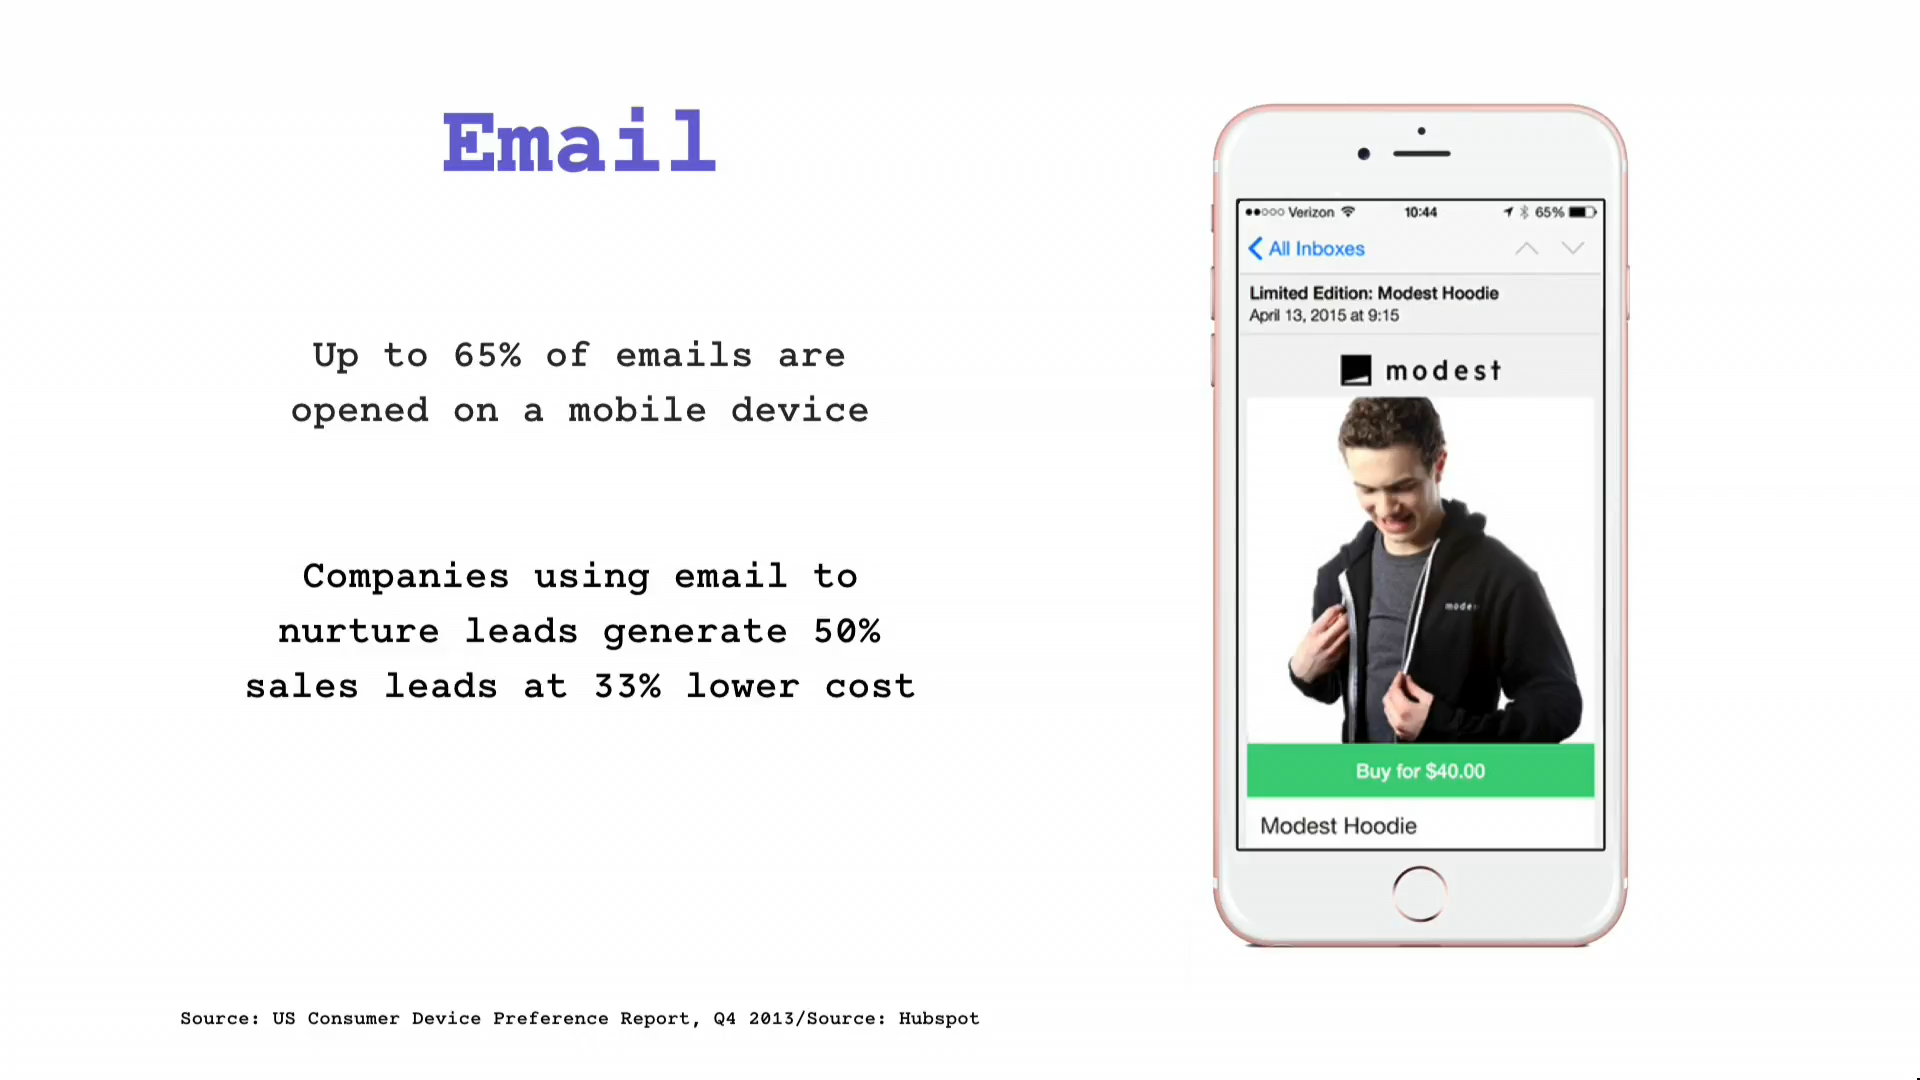 Email
Up to 65% of emails are
opened on a mobile device
Companies using email to
nurture leads generate 50%
sales leads at 33% lower cost
Source: US Consumer Device Preference Report, Q4 2013/Source: Hubspot
Verizon 10:44 65%
All Inboxes
Limited Edition: Modest Hoodie
April 13, 2015 at 9:15
modest
Buy for $40.00
Modest Hoodie